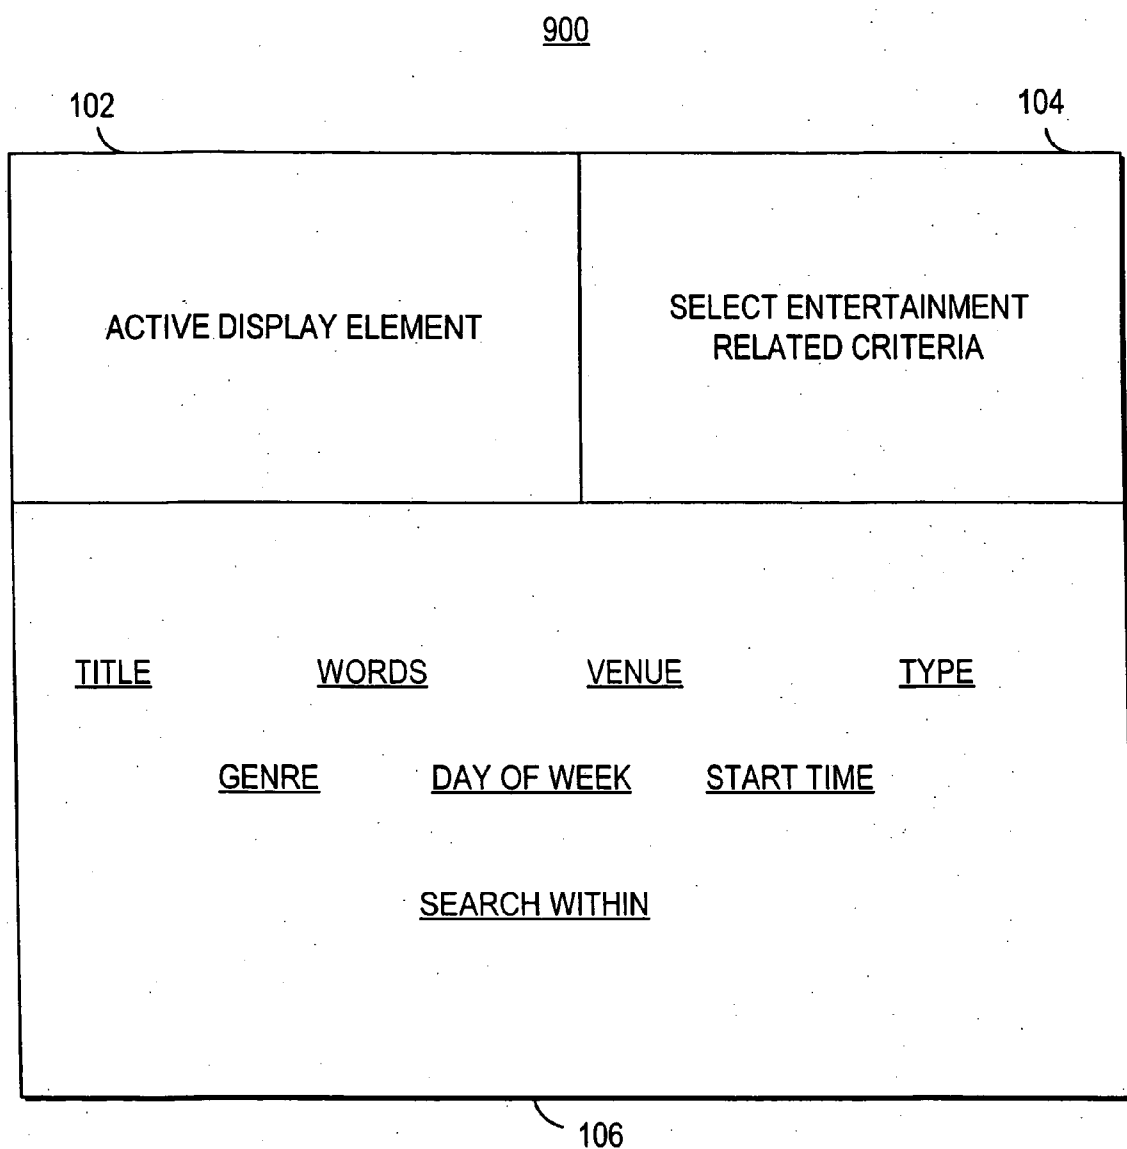 900
102
104
ACTIVE DISPLAY ELEMENT
SELECT ENTERTAINMENT
RELATED CRITERIA
TITLE WORDS VENUE TYPE
GENRE DAY OF WEEK START TIME
SEARCH WITHIN
106